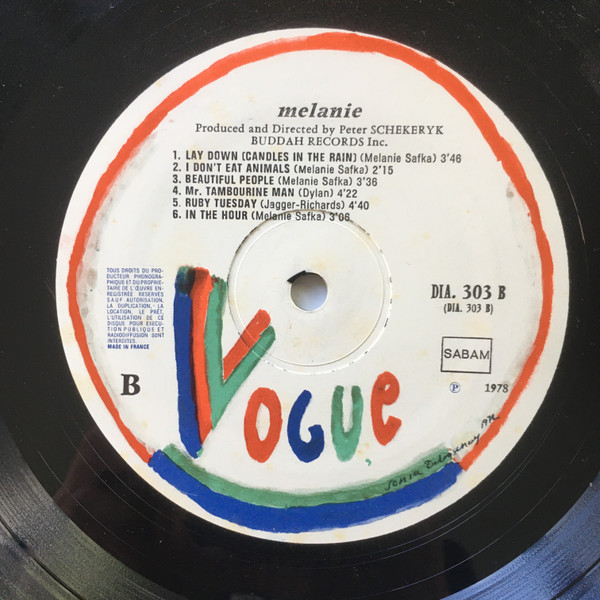 melanie
Produced and Directed by Peter SCHEKERYK
BUDDAH RECORDS Inc.
1. LAY DOWN (CANDLES IN THE RAIN) (Melanie Safka) 3'46
2. I DON'T EAT ANIMALS (Melanie Safka) 2'15
3. BEAUTIFUL PEOPLE (Melanie Safka) 3'36
4. Mr. TAMBOURINE MAN (Dylan) 4'22
5. RUBY TUESDAY (Jagger-Richards) 4'40
6. IN THE HOUR (Melanie Safka) 3'06
TOUS DROITS DU PRO-
DUCTEUR PHONOGRA-
PHIQUE ET DU PROPRIE-
TAIRE DE L'ŒUVRE EN-
REGISTRÉE RESERVES
SAUF AUTORISATION,
LA DUPLICATION, LA
LOCATION, LE PRÊT,
L'UTILISATION DE CE
DISQUE POUR EXECU-
TION PUBLIQUE ET
RADIODIFFUSION SONT
INTERDITES.
MADE IN FRANCE
DIA. 303 B
(DIA. 303 B)
SABAM
℗ 1978
B
VOGUE
Sonia Delaunay